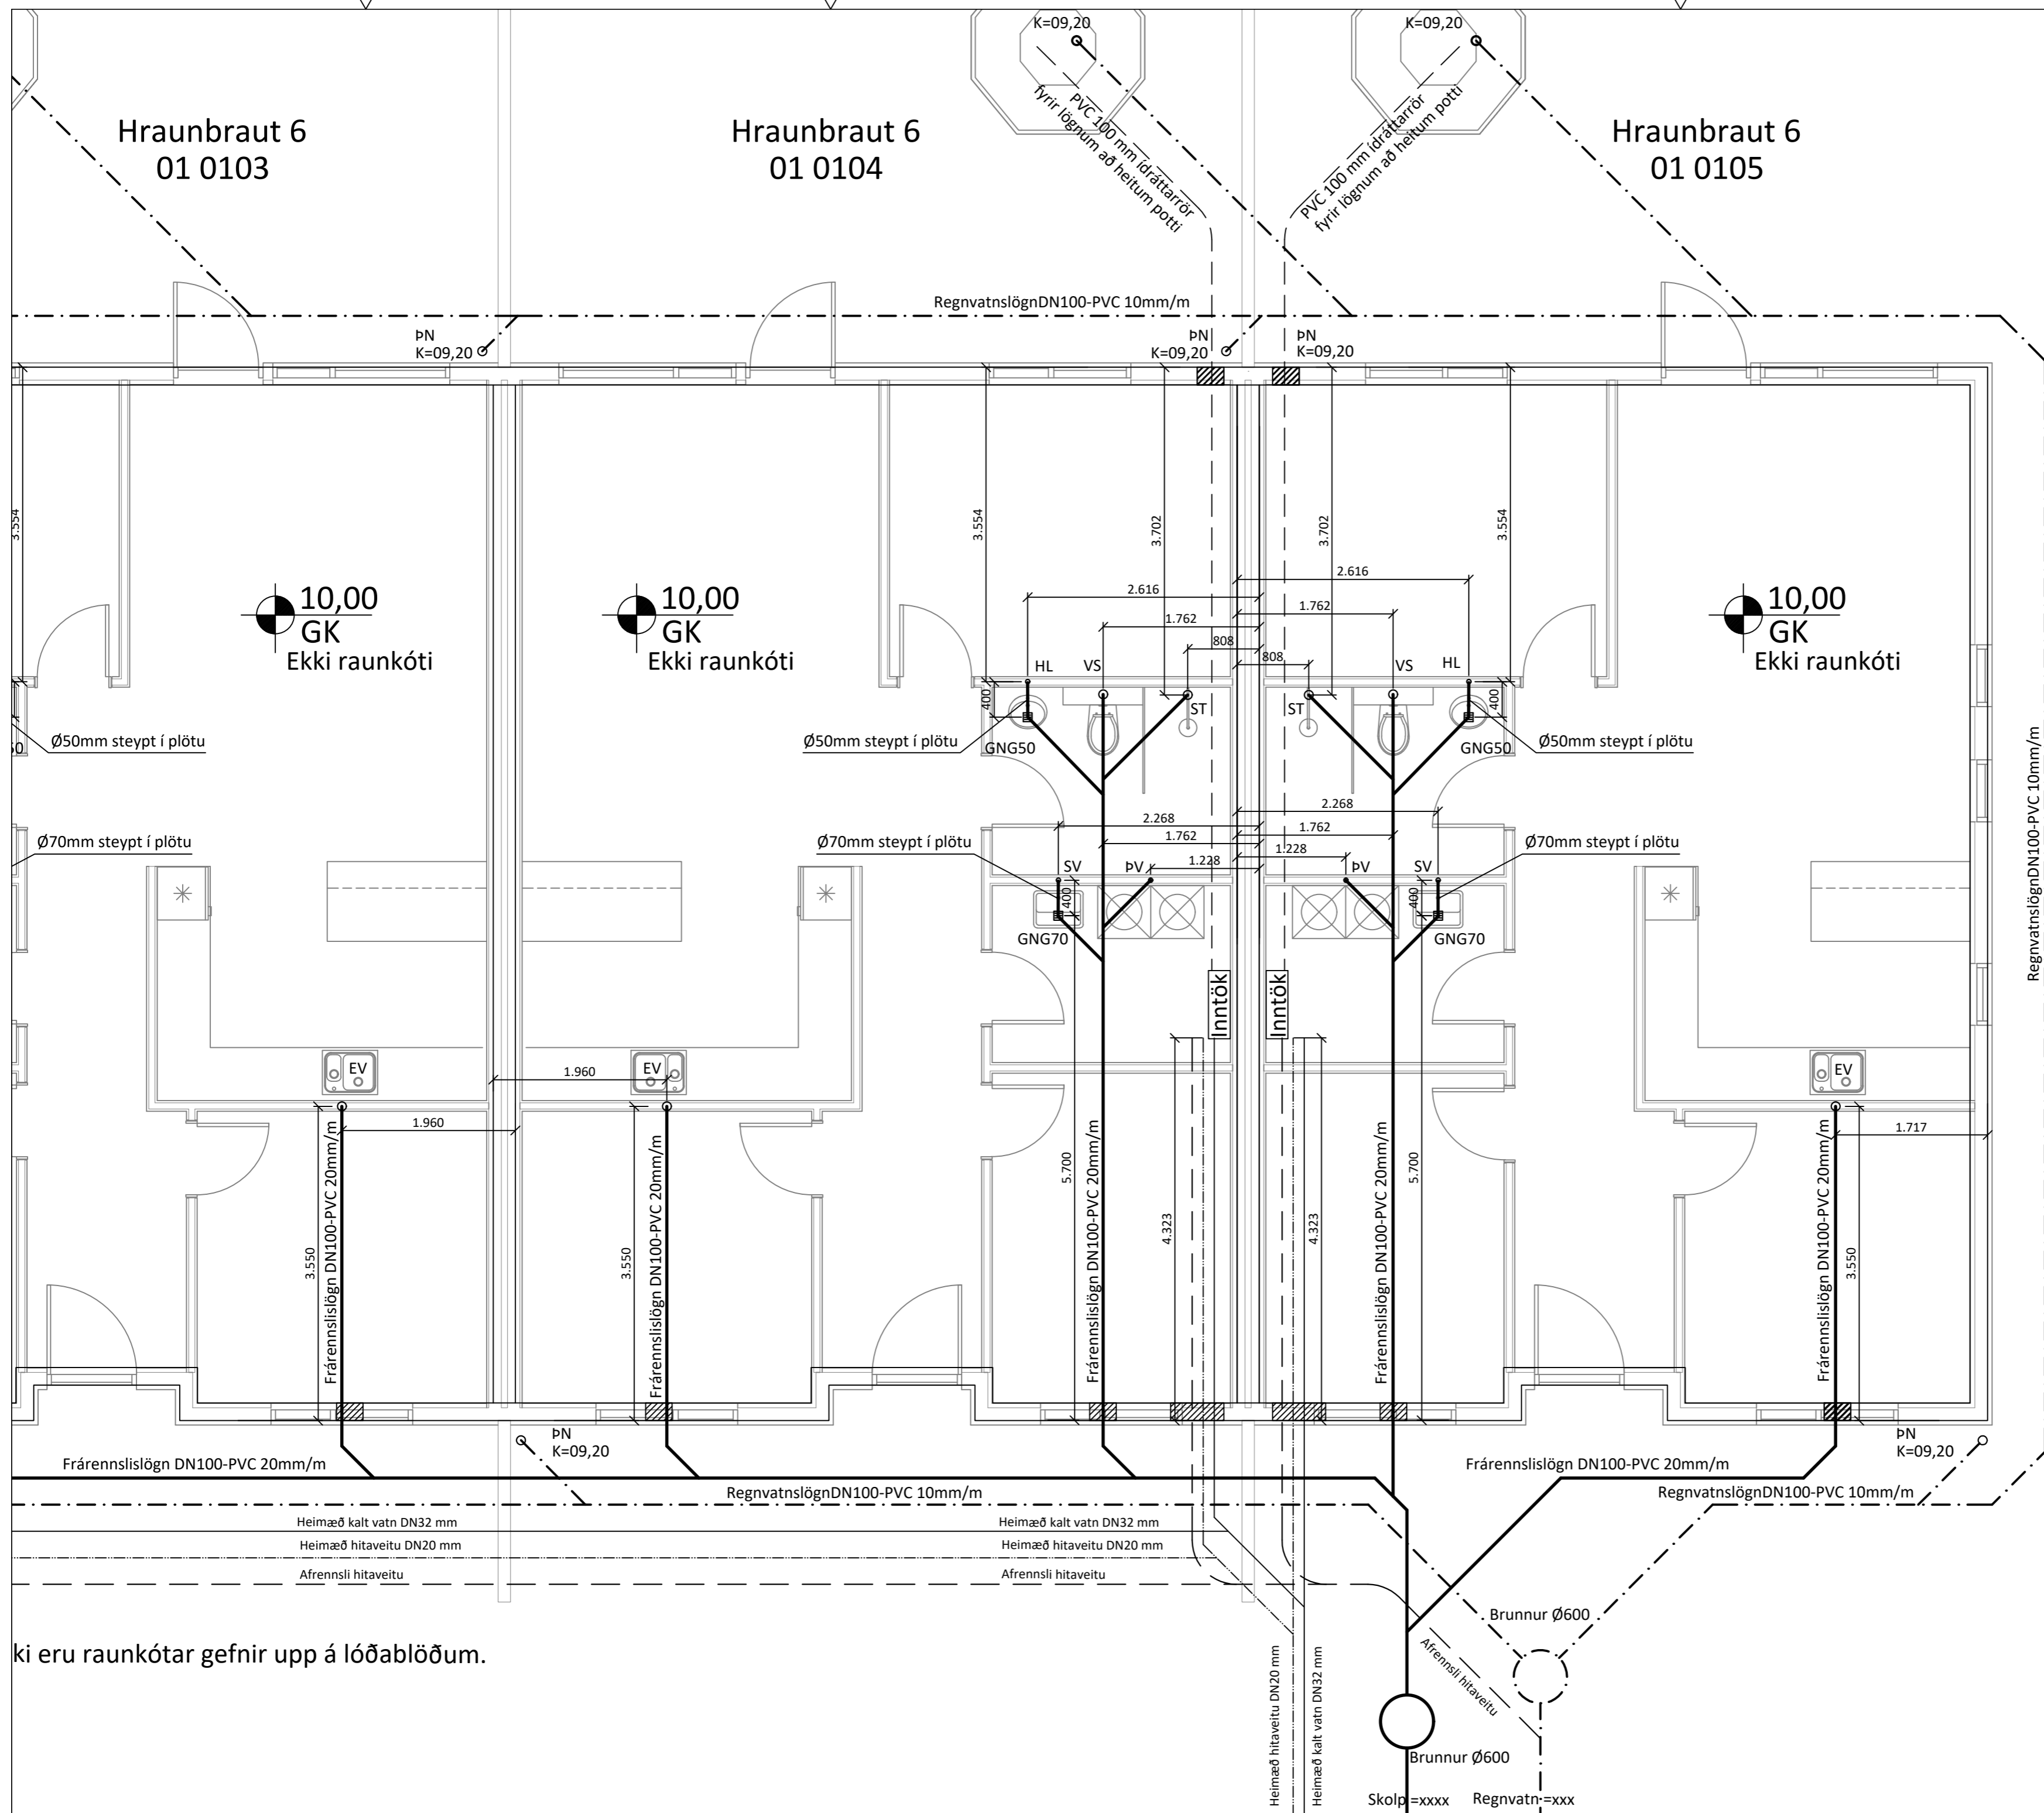 K=09,20
K=09,20
Hraunbraut 6
01 0103
Hraunbraut 6
01 0104
Hraunbraut 6
01 0105
PVC 100 mm ídráttarrör
fyrir lögnum að heitum potti
PVC 100 mm ídráttarrör
fyrir lögnum að heitum potti
RegnvatnslögnDN100-PVC 10mm/m
ÞN
K=09,20
ÞN
K=09,20
ÞN
K=09,20
3.554
3.554
3.702
3.702
3.554
2.616
2.616
1.762
1.762
808
808
10,00
GK
Ekki raunkóti
10,00
GK
Ekki raunkóti
10,00
GK
Ekki raunkóti
HL
VS
VS
HL
400
400
ST
ST
GNG50
GNG50
50
Ø50mm steypt í plötu
Ø50mm steypt í plötu
Ø50mm steypt í plötu
RegnvatnslögnDN100-PVC 10mm/m
2.268
2.268
1.762
1.762
1.228
1.228
Ø70mm steypt í plötu
Ø70mm steypt í plötu
Ø70mm steypt í plötu
SV
ÞV
ÞV
SV
400
400
GNG70
GNG70
Inntök
Inntök
EV
EV
EV
1.960
1.960
1.717
3.550
Frárennslislögn DN100-PVC 20mm/m
3.550
Frárennslislögn DN100-PVC 20mm/m
5.700
Frárennslislögn DN100-PVC 20mm/m
4.323
4.323
Frárennslislögn DN100-PVC 20mm/m
5.700
Frárennslislögn DN100-PVC 20mm/m
3.550
ÞN
K=09,20
ÞN
K=09,20
Frárennslislögn DN100-PVC 20mm/m
Frárennslislögn DN100-PVC 20mm/m
RegnvatnslögnDN100-PVC 10mm/m
RegnvatnslögnDN100-PVC 10mm/m
Heimæð kalt vatn DN32 mm
Heimæð kalt vatn DN32 mm
Heimæð hitaveitu DN20 mm
Heimæð hitaveitu DN20 mm
Afrennsli hitaveitu
Afrennsli hitaveitu
Brunnur Ø600
ki eru raunkótar gefnir upp á lóðablöðum.
Afrennsli hitaveitu
Heimæð hitaveitu DN20 mm
Heimæð kalt vatn DN32 mm
Brunnur Ø600
Skolp =xxxx
Regnvatn =xxx